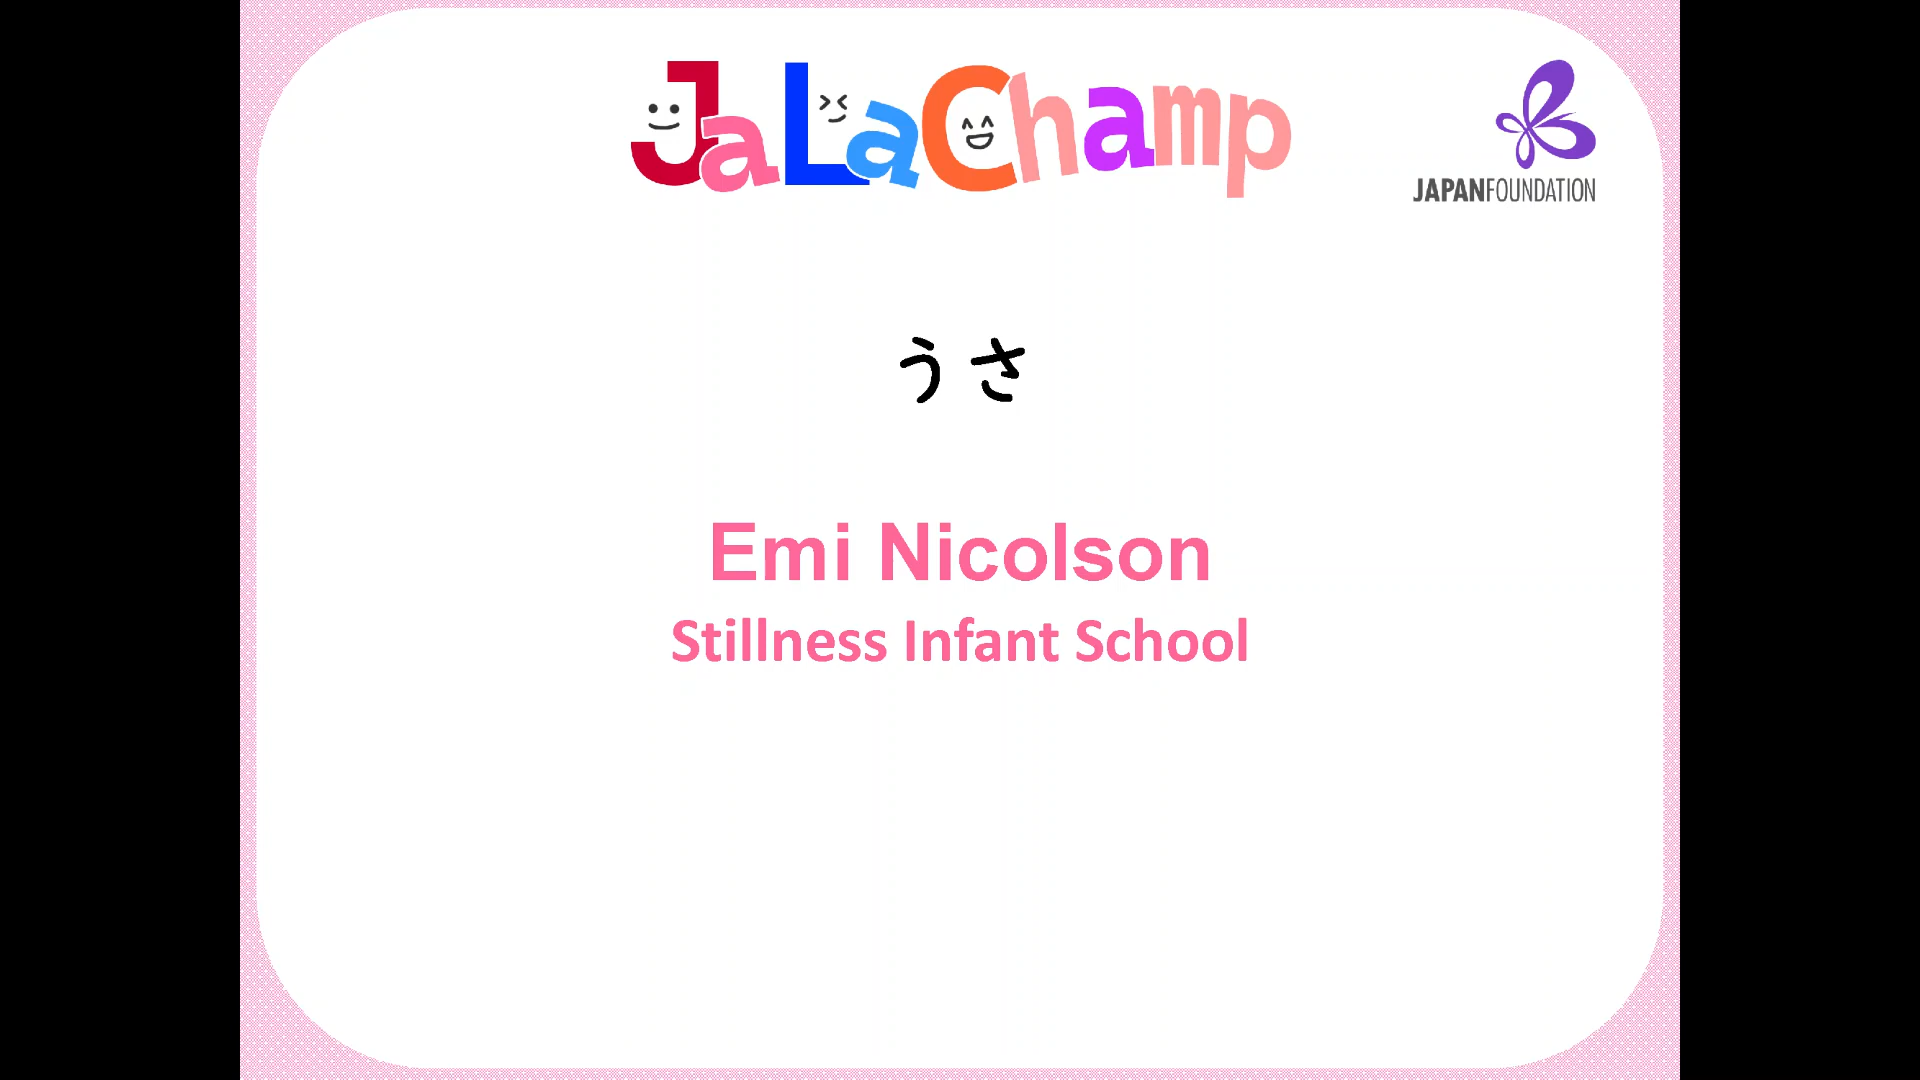 JaLaChamp
JAPANFOUNDATION
うさ
Emi Nicolson
Stillness Infant School